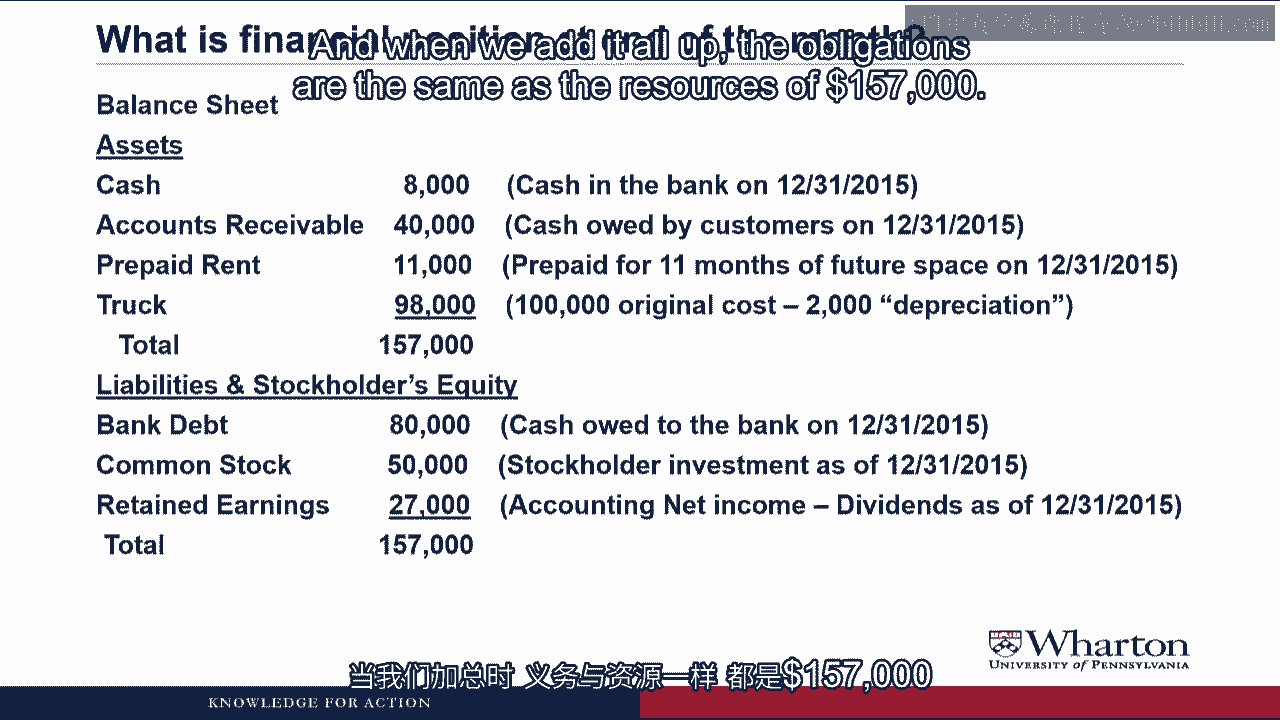 What is financial position at end of the month?
And when we add it all up, the obligations
are the same as the resources of $157,000.
Balance Sheet
Assets
Cash 8,000 (Cash in the bank on 12/31/2015)
Accounts Receivable 40,000 (Cash owed by customers on 12/31/2015)
Prepaid Rent 11,000 (Prepaid for 11 months of future space on 12/31/2015)
Truck 98,000 (100,000 original cost – 2,000 “depreciation”)
Total 157,000
Liabilities & Stockholder’s Equity
Bank Debt 80,000 (Cash owed to the bank on 12/31/2015)
Common Stock 50,000 (Stockholder investment as of 12/31/2015)
Retained Earnings 27,000 (Accounting Net income – Dividends as of 12/31/2015)
Total 157,000
Wharton
UNIVERSITY of PENNSYLVANIA
当我们加总时 义务与资源一样 都是$157,000
KNOWLEDGE FOR ACTION